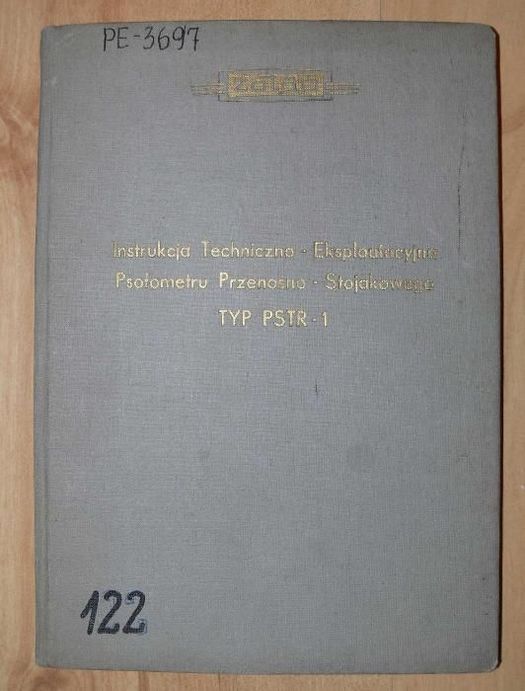 PE-3697
Instrukcja Techniczno - Eksploatacyjna
Psofometru Przenośno - Stojakowego
TYP PSTR - 1
122